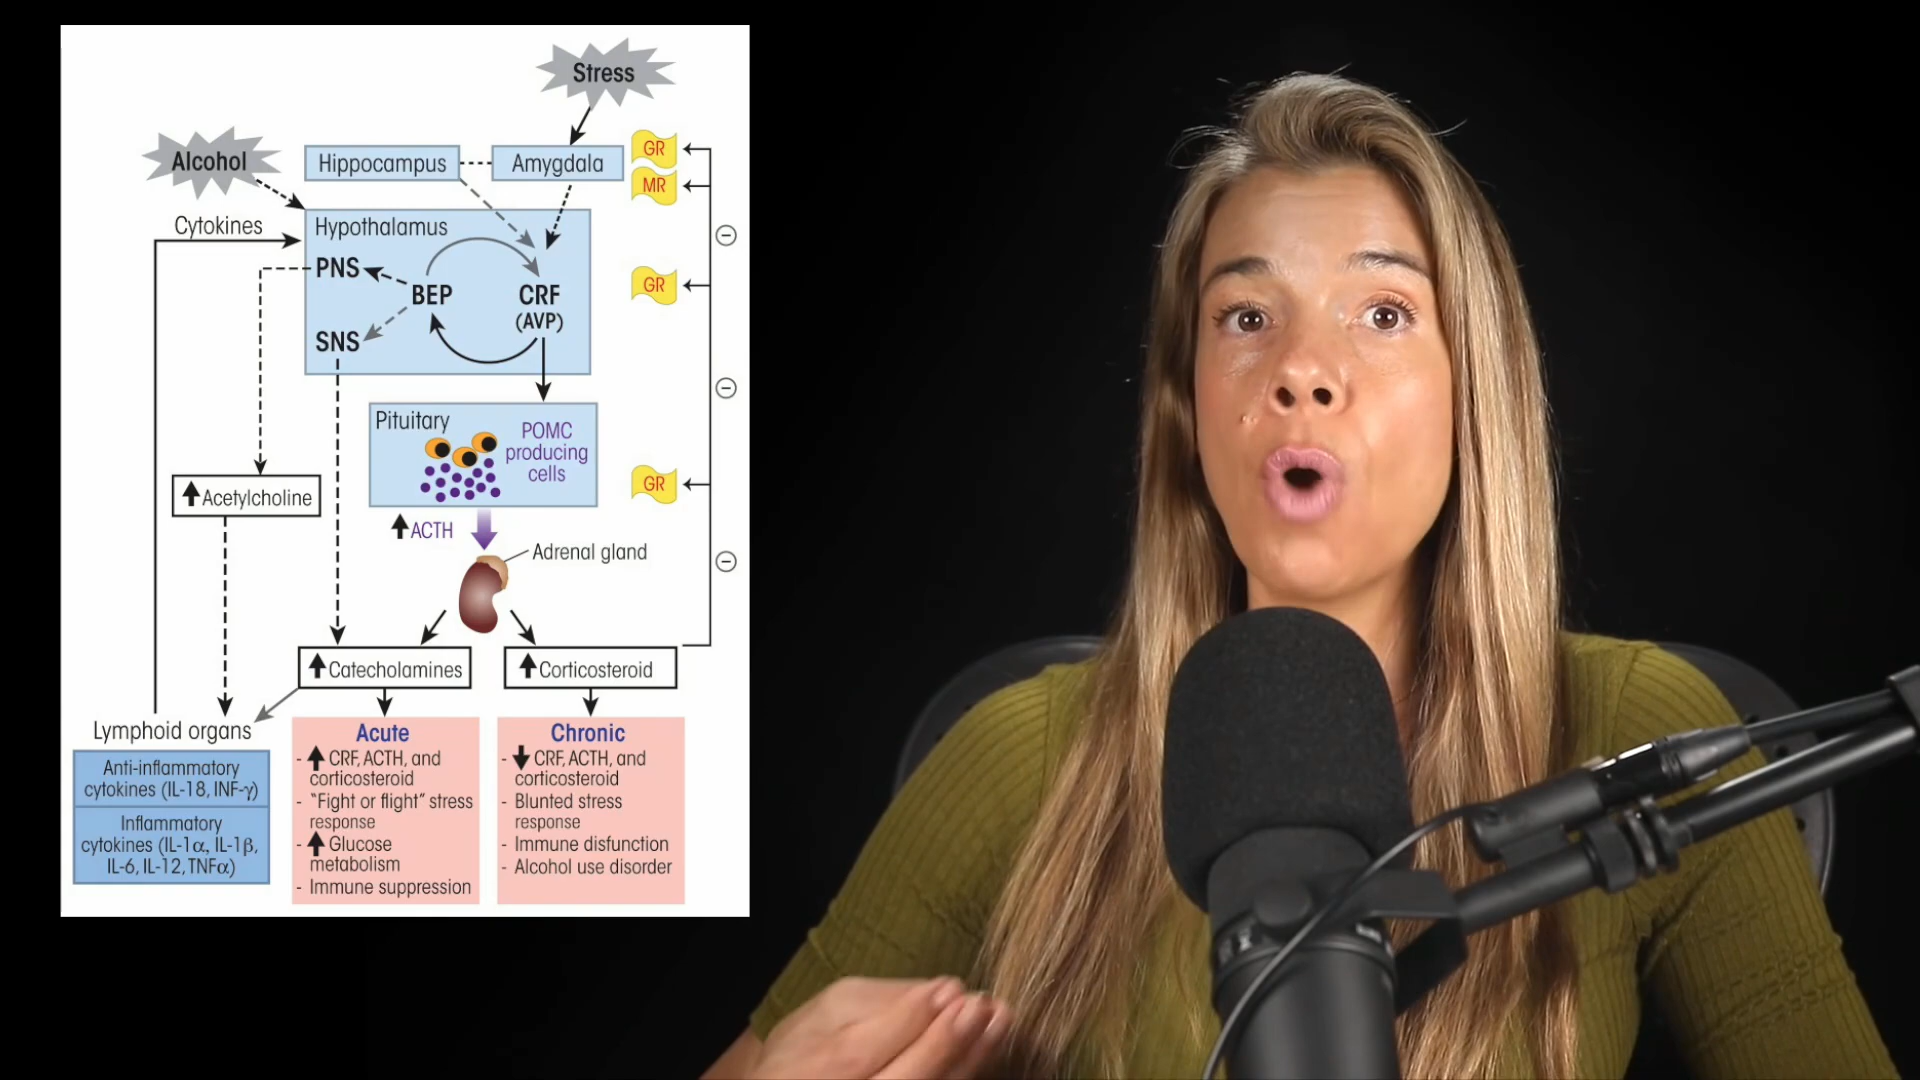 Stress
Alcohol
Hippocampus
Amygdala
GR
MR
Cytokines
Hypothalamus
PNS
BEP
CRF
(AVP)
GR
SNS
Pituitary
POMC
producing
cells
GR
Acetylcholine
ACTH
Adrenal gland
Catecholamines
Corticosteroid
Lymphoid organs
Anti-inflammatory
cytokines (IL-18, INF-γ)
Inflammatory
cytokines (IL-1α, IL-1β,
IL-6, IL-12, TNFα)
Acute
- ↑ CRF, ACTH, and
corticosteroid
- "Fight or flight" stress
response
- ↑ Glucose
metabolism
- Immune suppression
Chronic
- ↓ CRF, ACTH, and
corticosteroid
- Blunted stress
response
- Immune disfunction
- Alcohol use disorder